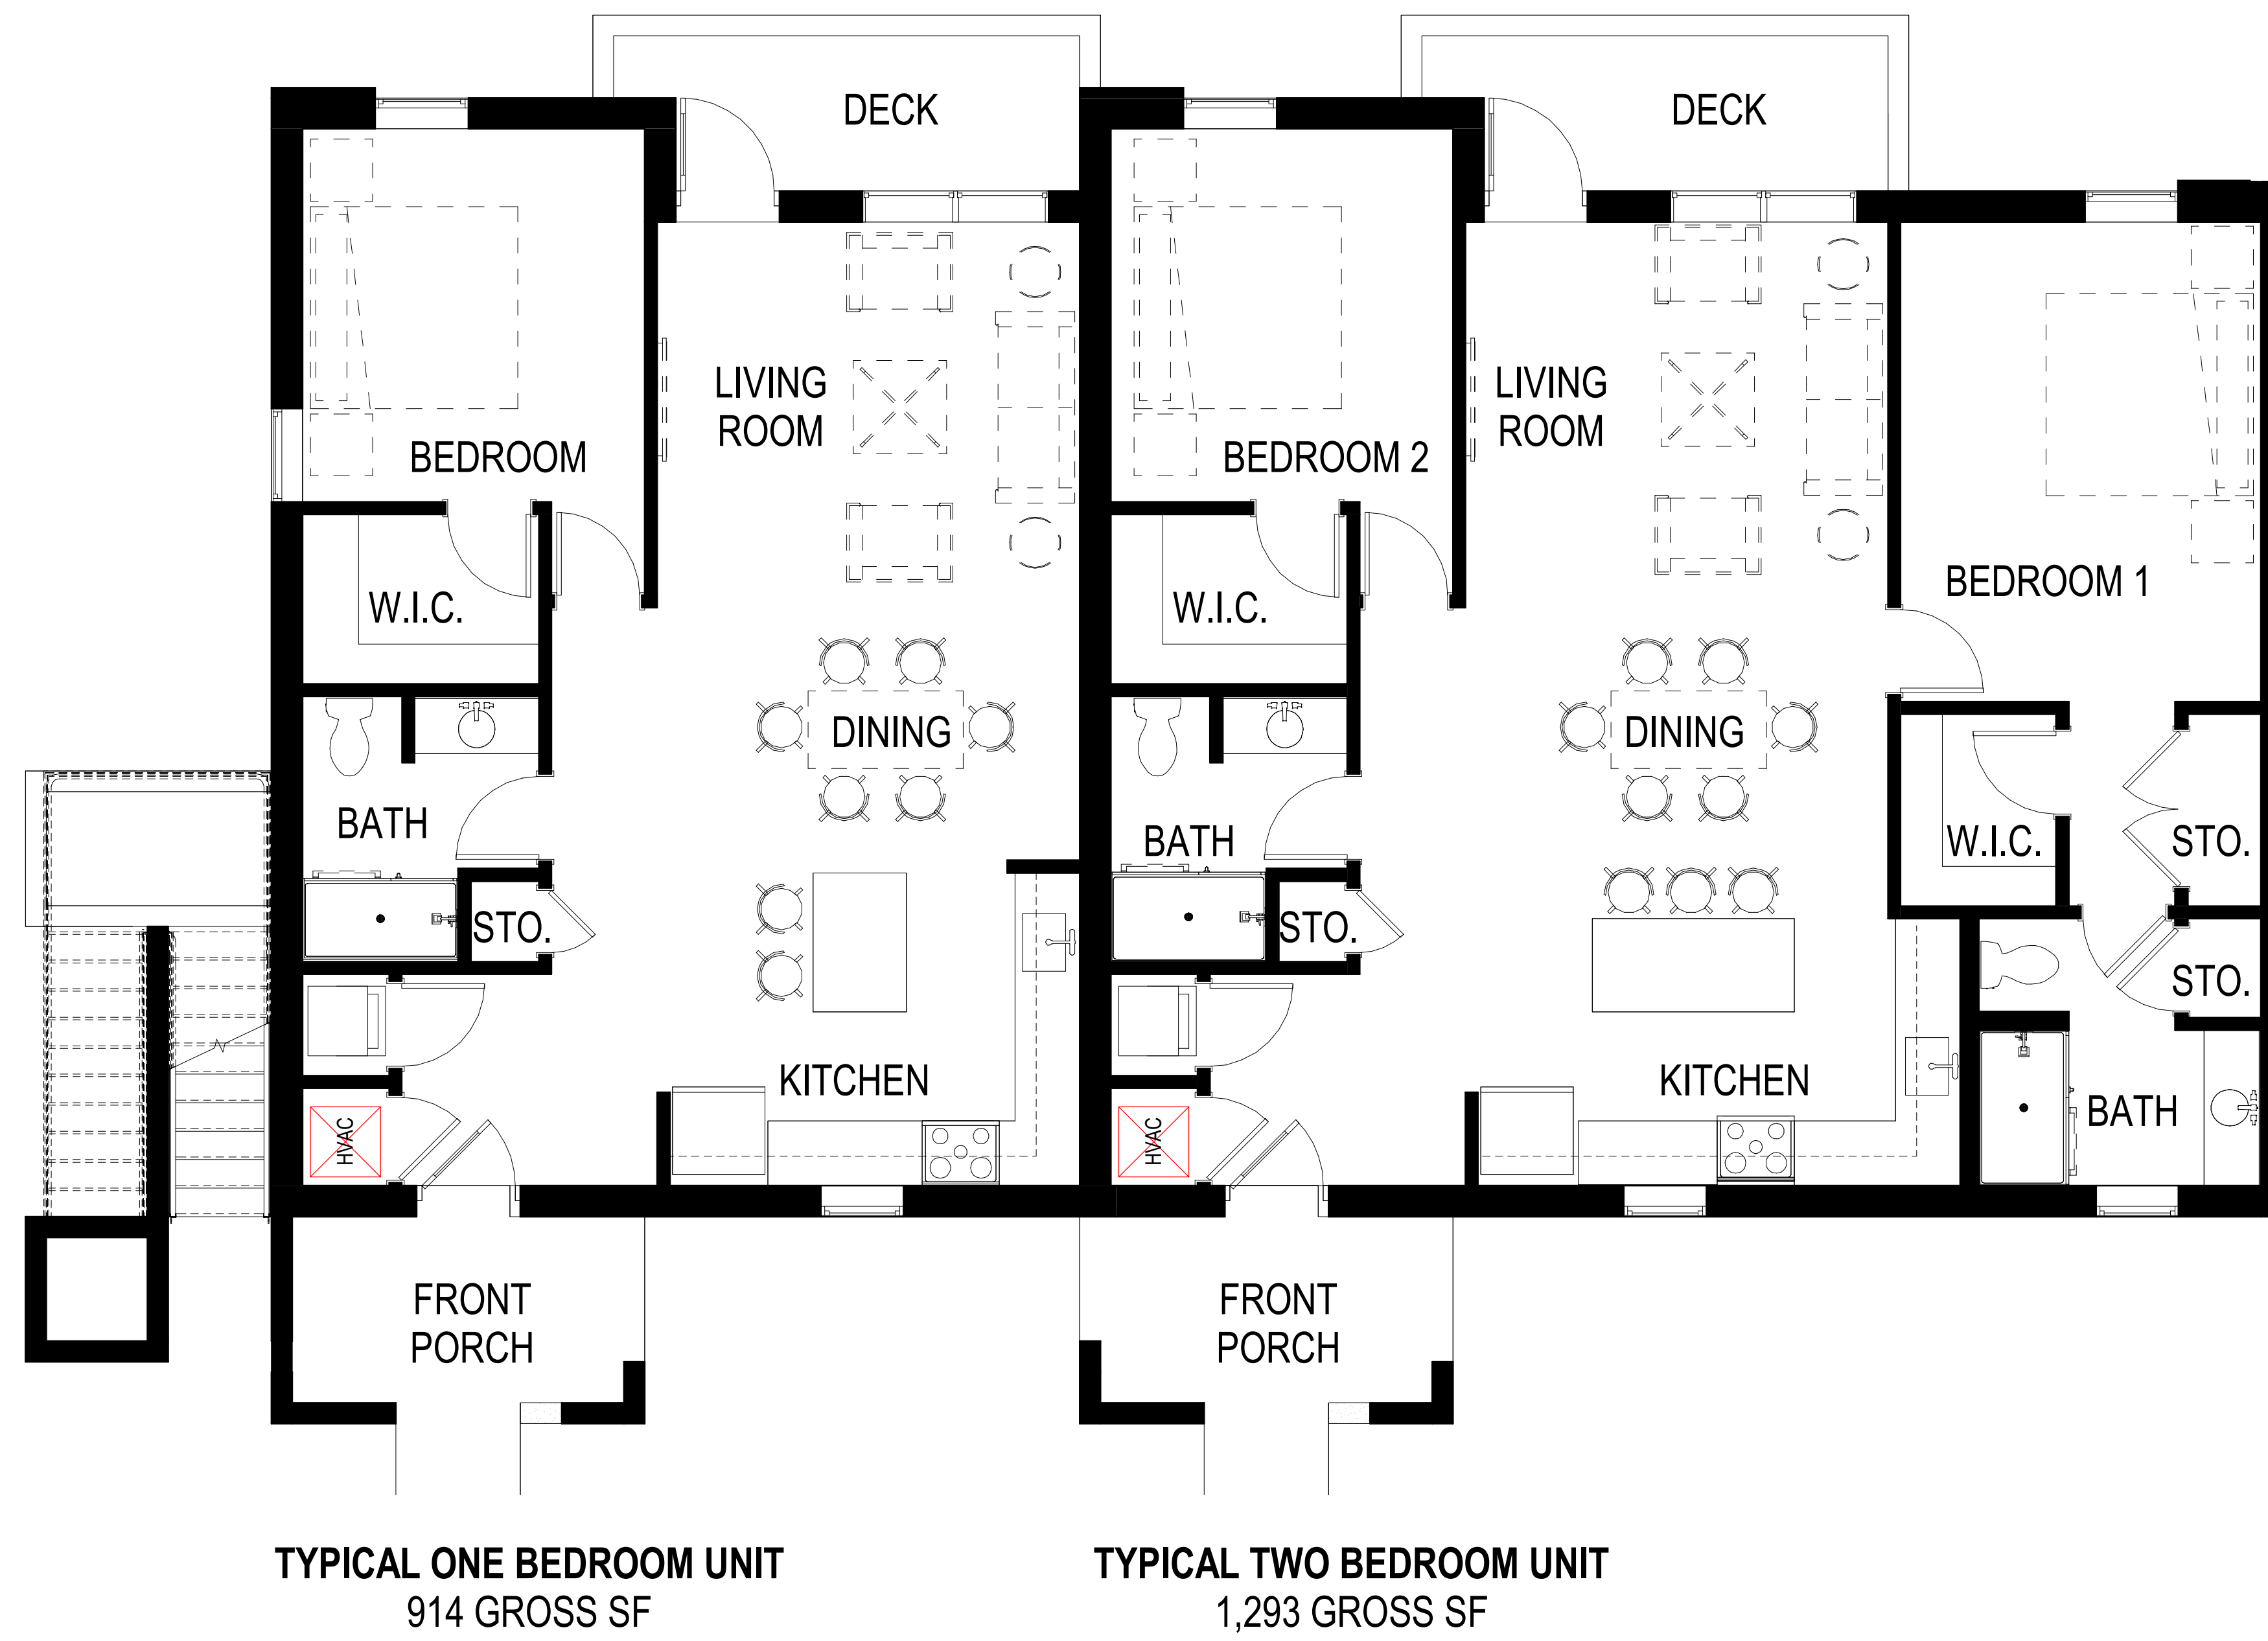 DECK
LIVING
ROOM
BEDROOM
W.I.C.
DINING
BATH
STO.
KITCHEN
HVAC
FRONT
PORCH
TYPICAL ONE BEDROOM UNIT
914 GROSS SF
DECK
LIVING
ROOM
BEDROOM 2
BEDROOM 1
W.I.C.
DINING
BATH
W.I.C.
STO.
STO.
STO.
KITCHEN
BATH
HVAC
FRONT
PORCH
TYPICAL TWO BEDROOM UNIT
1,293 GROSS SF